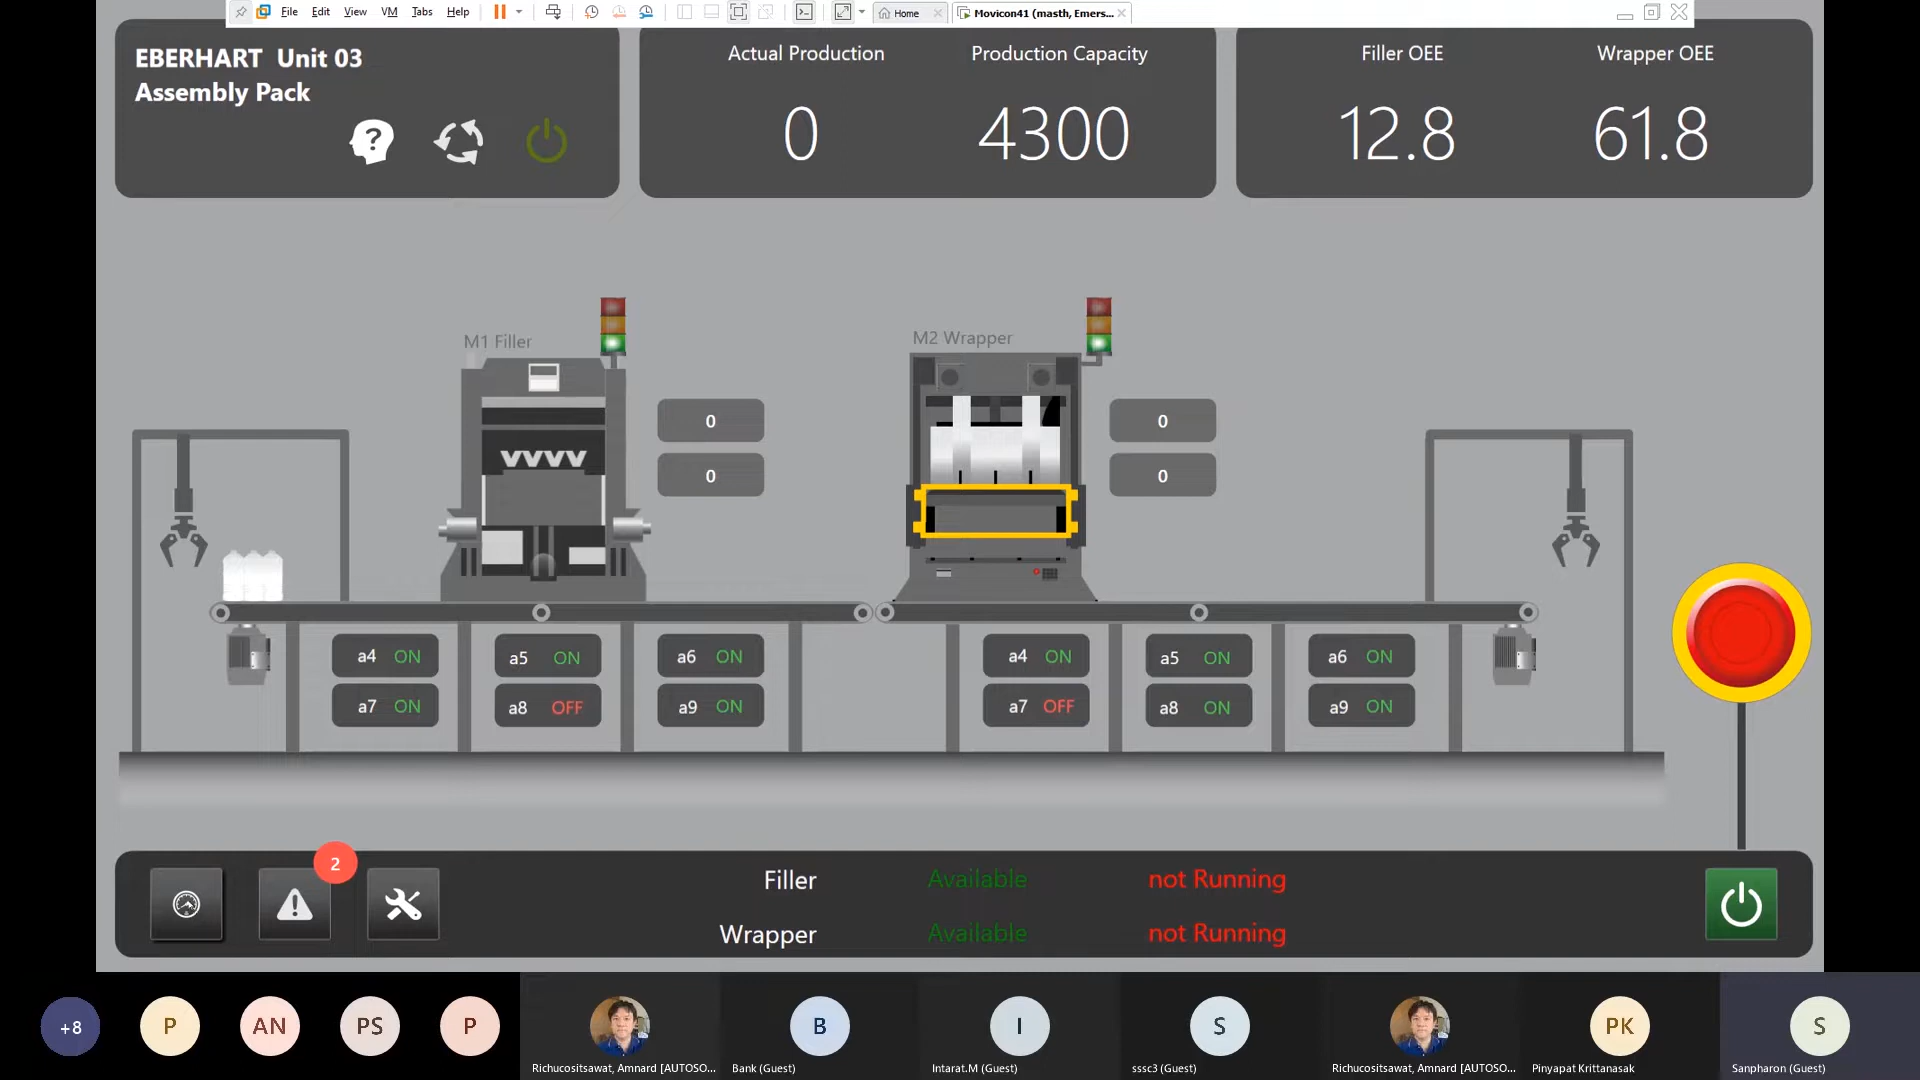 File Edit View VM Tabs Help Home Movicon41 (masth, Emers...
EBERHART Unit 03
Assembly Pack
?
Actual Production Production Capacity
0 4300
Filler OEE Wrapper OEE
12.8 61.8
M1 Filler
0
0
M2 Wrapper
0
0
a4 ON a5 ON a6 ON
a7 ON a8 OFF a9 ON
a4 ON a5 ON a6 ON
a7 OFF a8 ON a9 ON
2
Filler Available not Running
Wrapper Available not Running
+8 P AN PS P B I S PK S
Richucositsawat, Amnard [AUTOSO... Bank (Guest) Intarat.M (Guest) sssc3 (Guest) Richucositsawat, Amnard [AUTOSO... Pinyapat Krittanasak Sanpharon (Guest)